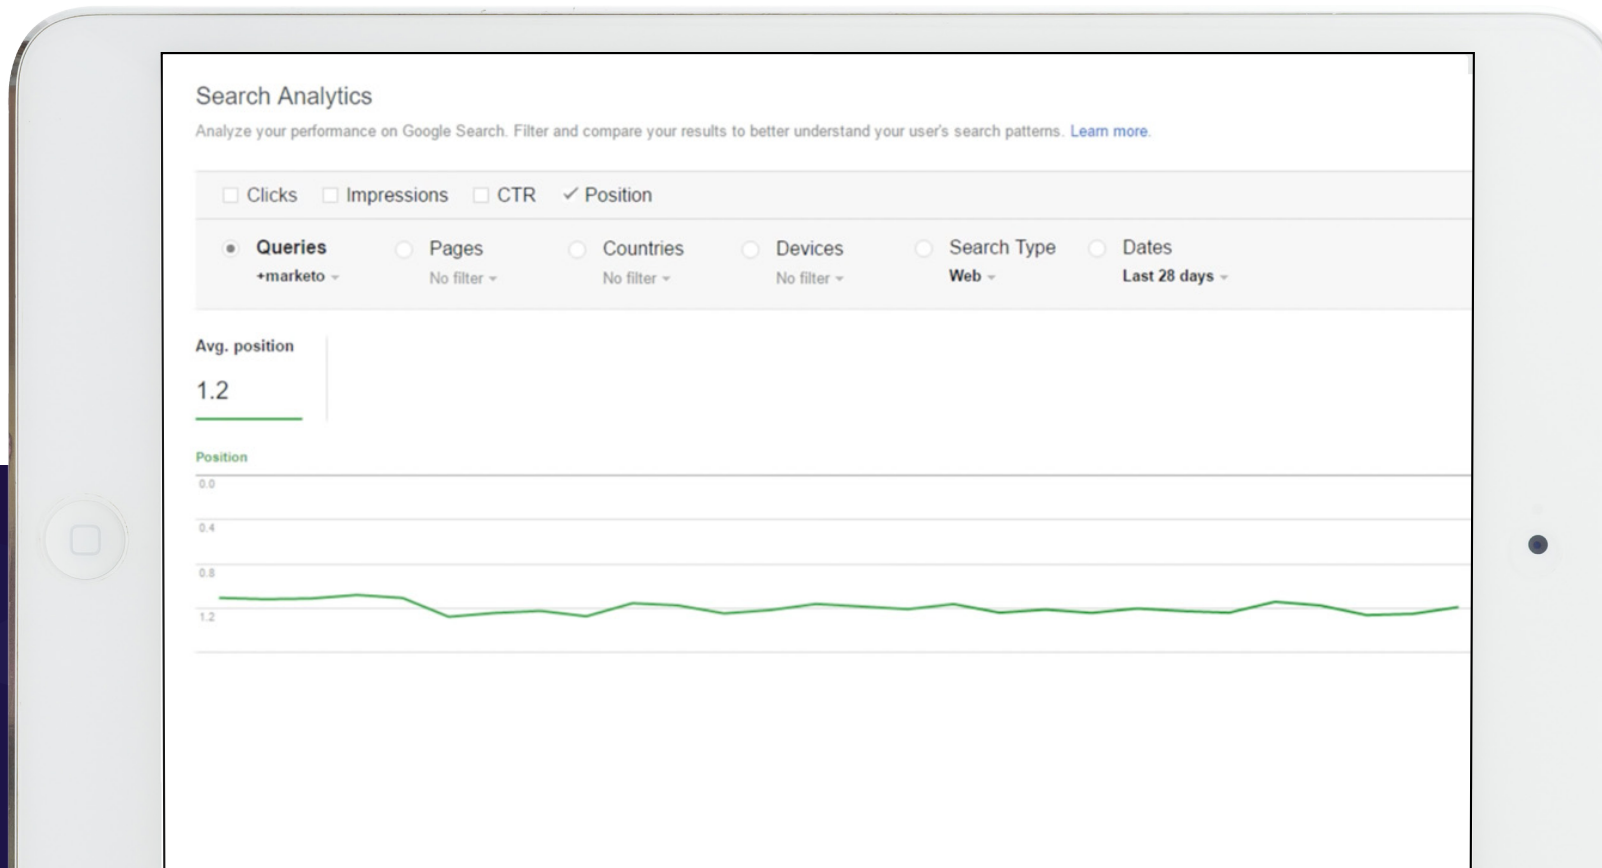 Search Analytics
Analyze your performance on Google Search. Filter and compare your results to better understand your user's search patterns. Learn more.
Clicks Impressions CTR Position
Queries Pages Countries Devices Search Type Dates
+marketo No filter No filter No filter Web Last 28 days
Avg. position
1.2
Position
0.0
0.4
0.8
1.2